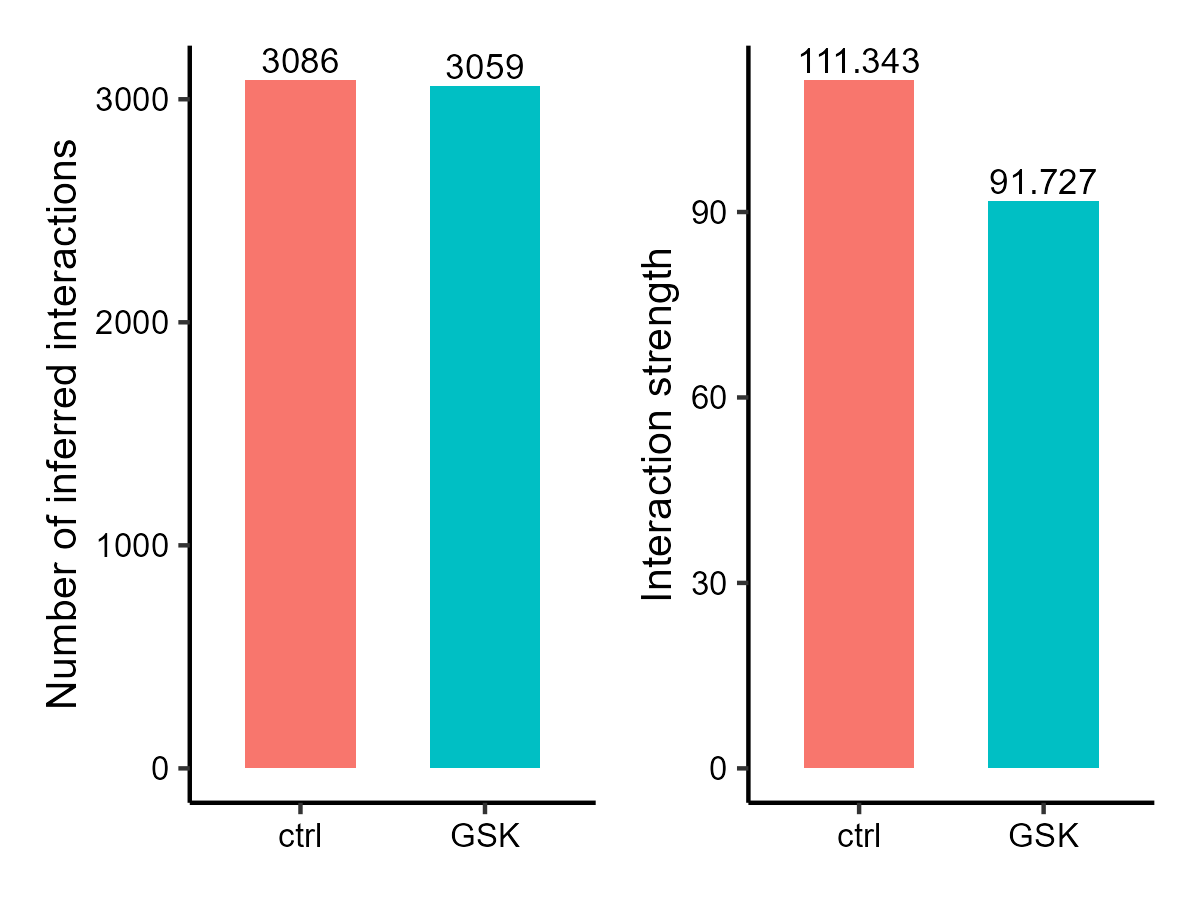 Number of inferred interactions
3000
2000
1000
0
3086
3059
ctrl
GSK
Interaction strength
90
60
30
0
111.343
91.727
ctrl
GSK